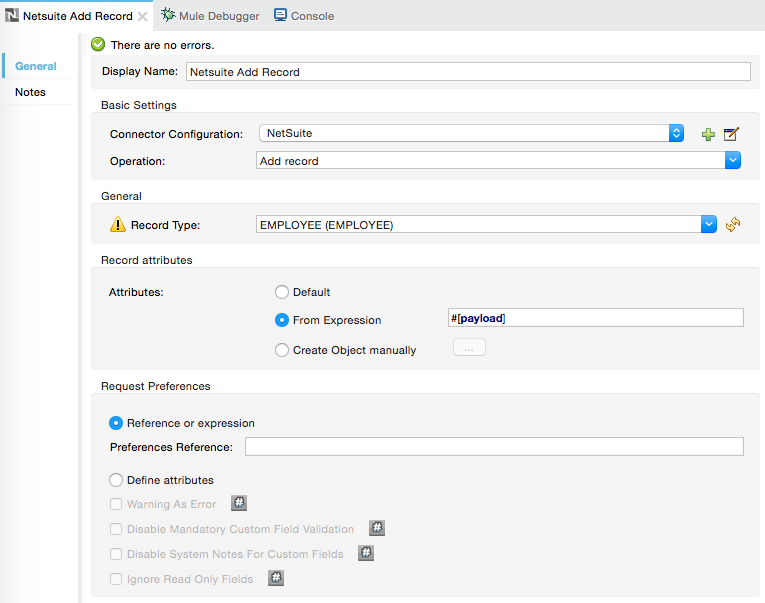 Netsuite Add Record Mule Debugger Console
There are no errors.
General
Notes
Display Name: Netsuite Add Record
Basic Settings
Connector Configuration: NetSuite
Operation: Add record
General
Record Type: EMPLOYEE (EMPLOYEE)
Record attributes
Attributes: Default
From Expression #[payload]
Create Object manually ...
Request Preferences
Reference or expression
Preferences Reference:
Define attributes
Warning As Error #
Disable Mandatory Custom Field Validation #
Disable System Notes For Custom Fields #
Ignore Read Only Fields #